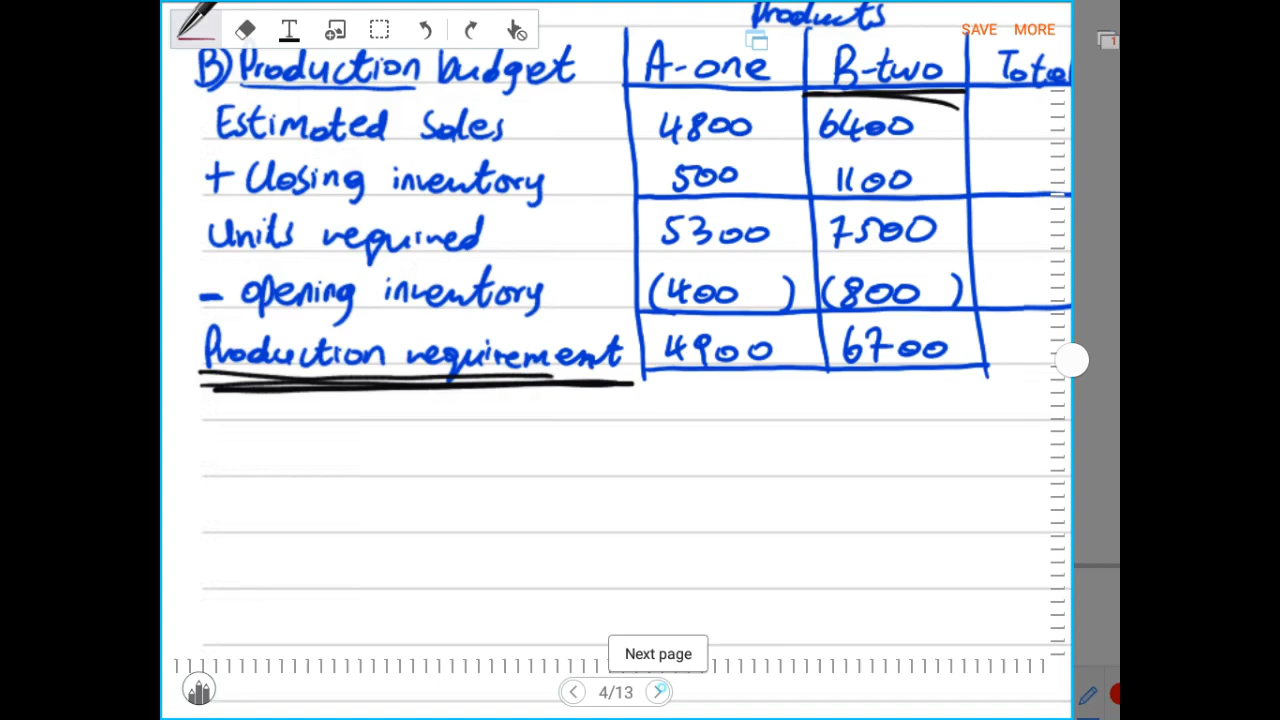 Products
SAVE MORE
B) Production budget A-one B-two Total
Estimated Sales 4800 6400
+ Closing inventory 500 1100
Units required 5300 7500
- opening inventory (400) (800)
Production requirement 4900 6700
Next page
4/13
T
1